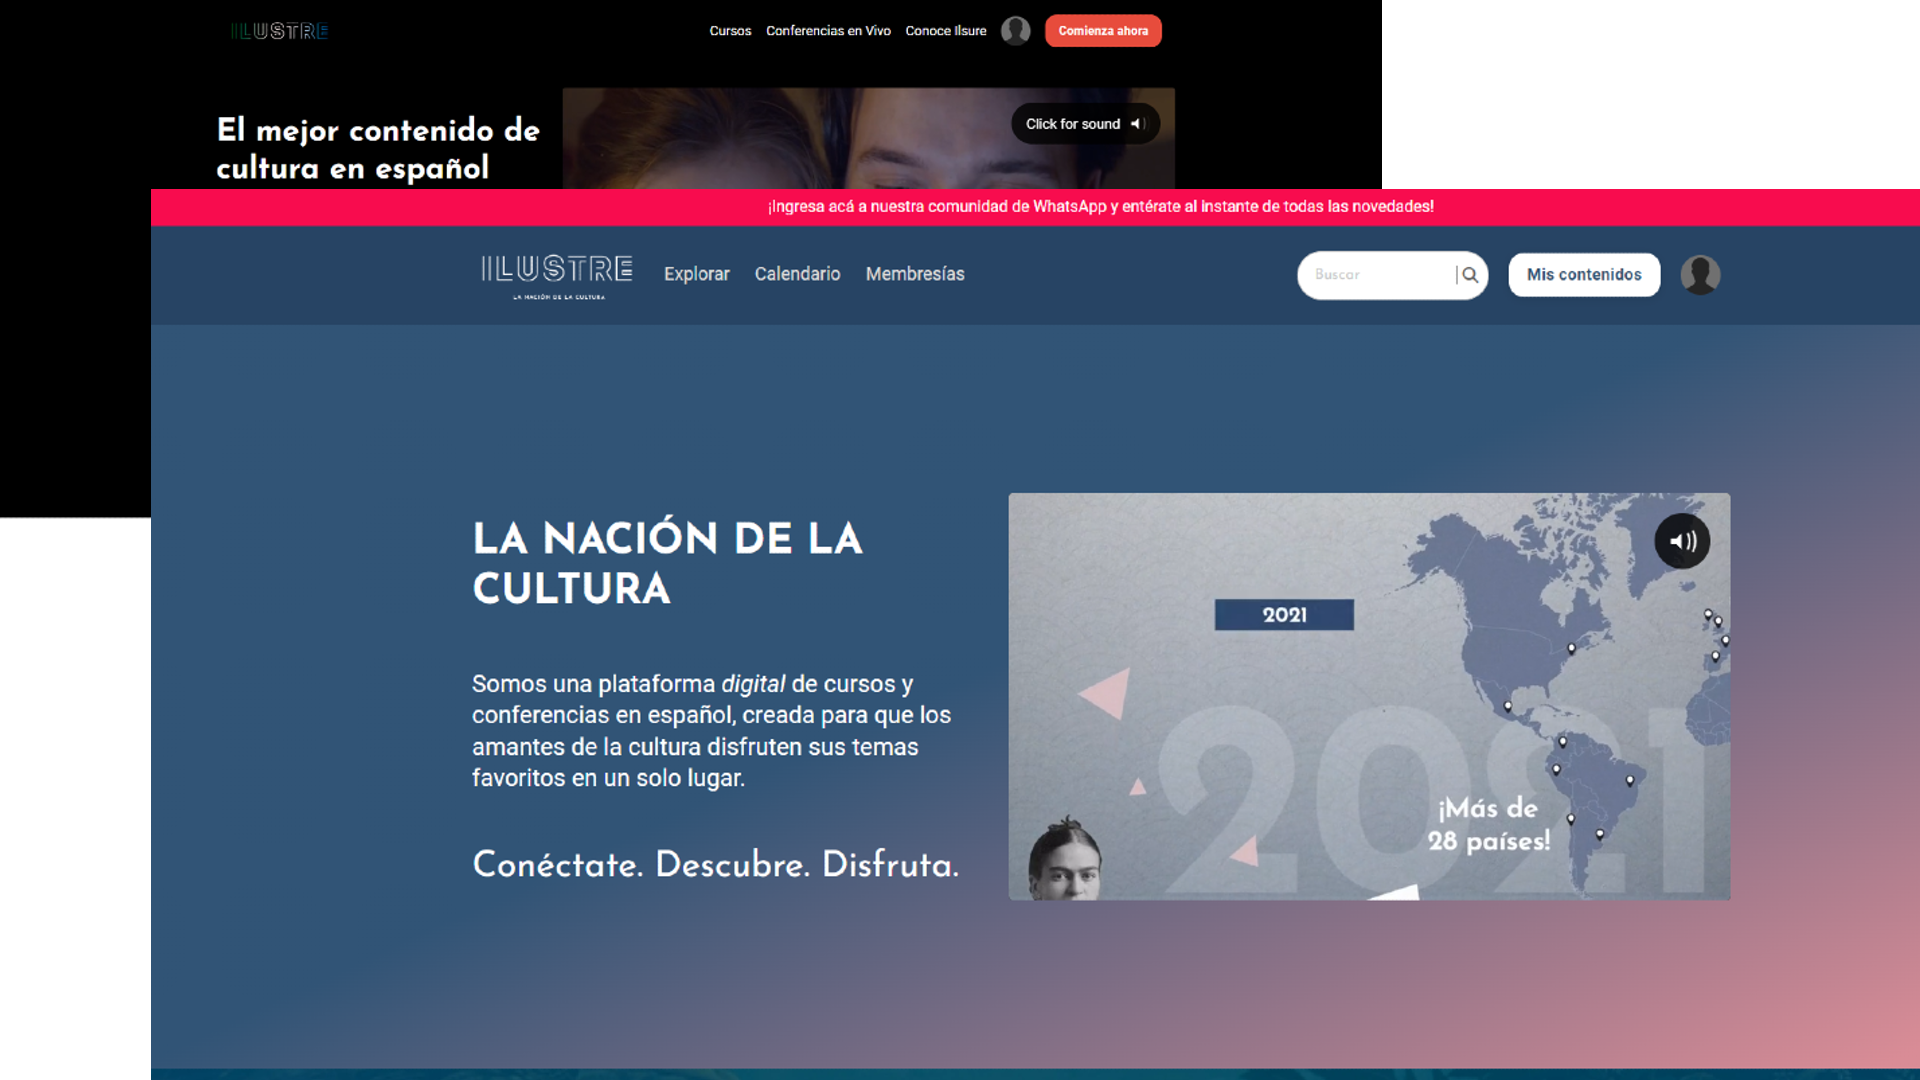 ILUSTRE
Cursos
Conferencias en Vivo
Conoce Ilsure
Comienza ahora
El mejor contenido de
cultura en español
Click for sound
¡Ingresa acá a nuestra comunidad de WhatsApp y entérate al instante de todas las novedades!
ILUSTRE
LA NACIÓN DE LA CULTURA
Explorar
Calendario
Membresías
Buscar
Mis contenidos
LA NACIÓN DE LA
CULTURA
Somos una plataforma digital de cursos y
conferencias en español, creada para que los
amantes de la cultura disfruten sus temas
favoritos en un solo lugar.
Conéctate. Descubre. Disfruta.
2021
2021
¡Más de
28 países!